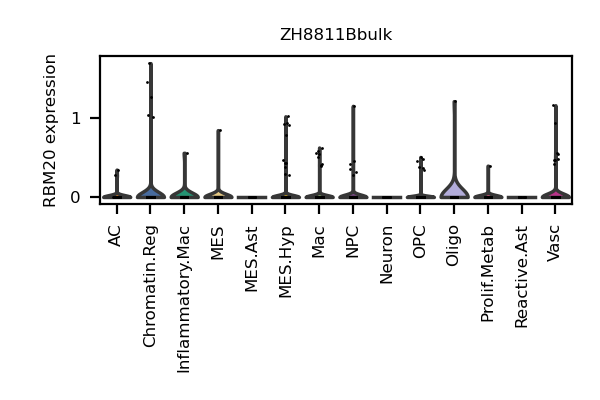 ZH8811Bbulk
RBM20 expression
1
0
AC
Chromatin.Reg
Inflammatory.Mac
MES
MES.Ast
MES.Hyp
Mac
NPC
Neuron
OPC
Oligo
Prolif.Metab
Reactive.Ast
Vasc